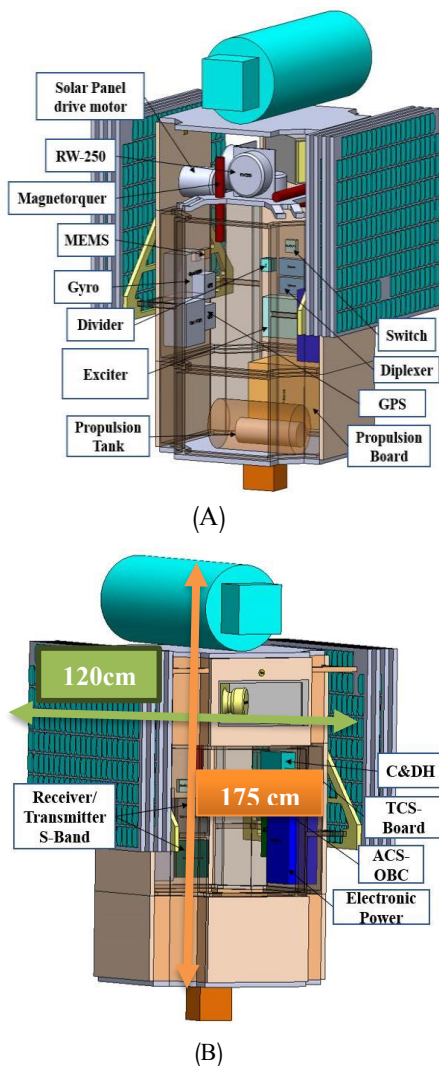 Solar Panel
drive motor
RW-250
Magnetorquer
MEMS
Gyro
Divider
Exciter
Propulsion
Tank
Switch
Diplexer
GPS
Propulsion
Board
(A)
120cm
175 cm
Receiver/
Transmitter
S-Band
C&DH
TCS-
Board
ACS-
OBC
Electronic
Power
(B)